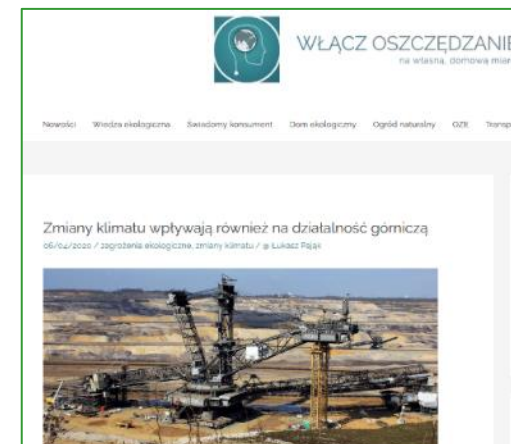 WŁĄCZ OSZCZĘDZANIE
na własną, domową miarę
Nowości Wiedza ekologiczna Świadomy konsument Dom ekologiczny Ogród naturalny OZE Transp
Zmiany klimatu wpływają również na działalność górniczą
06/04/2020 / zagrożenia ekologiczne, zmiany klimatu / @ Łukasz Pająk